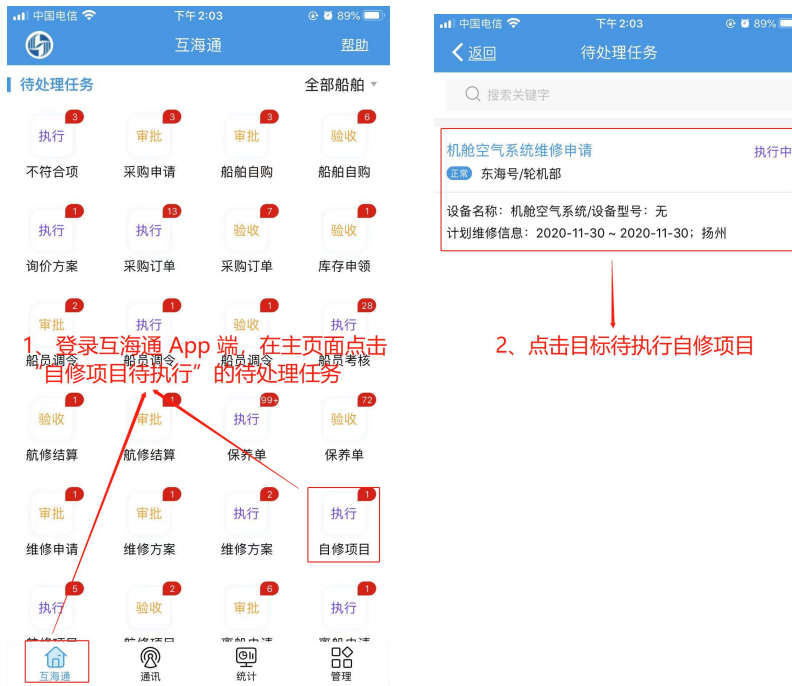 中国电信 下午2:03 89%
互海通 帮助
待处理任务 全部船舶
3 3 3 6
执行 审批 审批 验收
不符合项 采购申请 船舶自购 船舶自购
1 13 7 1
执行 执行 验收 验收
询价方案 采购订单 采购订单 库存申领
2 1 1 28
审批 执行 验收 执行
船员调令 船员调令 船员调令 船员考核
1、登录互海通 App 端，在主页面点击
“自修项目待执行”的待处理任务
1 1 99+ 72
验收 审批 执行 验收
航修结算 航修结算 保养单 保养单
1 1 2 1
审批 审批 执行 执行
维修申请 维修方案 维修方案 自修项目
5 2 6 1
执行 验收 审批 执行
互海通 通讯 统计 管理
中国电信 下午2:03 89%
返回 待处理任务
搜索关键字
机舱空气系统维修申请 执行中
正常 东海号/轮机部
设备名称：机舱空气系统/设备型号：无
计划维修信息：2020-11-30 ~ 2020-11-30；扬州
2、点击目标待执行自修项目